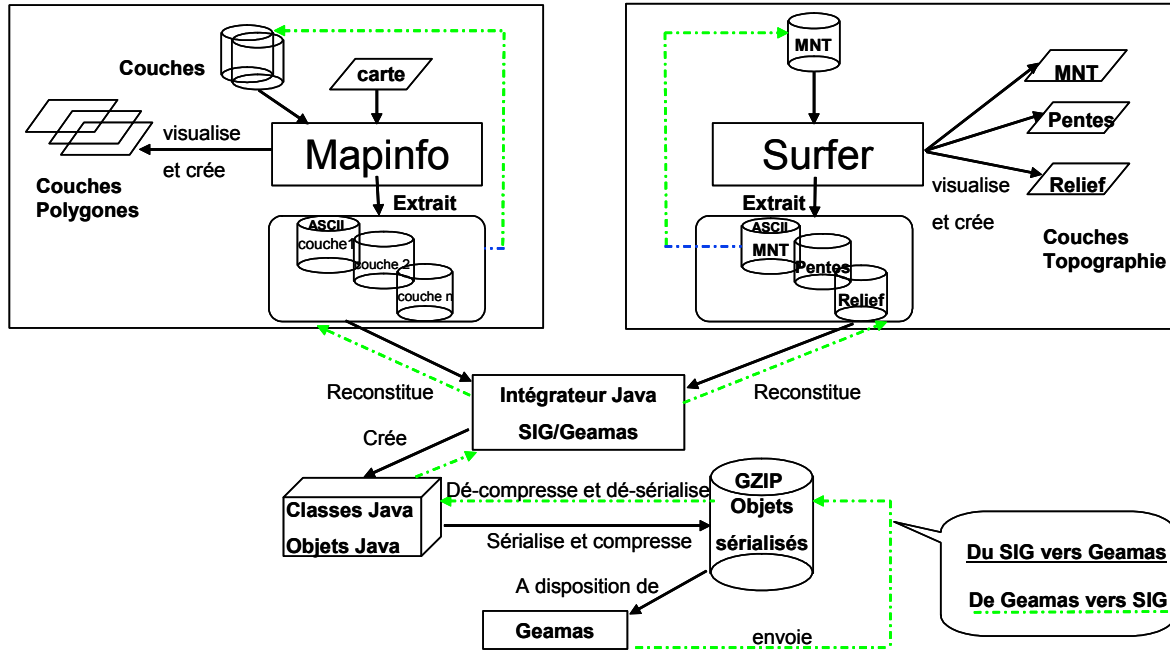 Couches
carte
visualise
et crée
Mapinfo
Couches
Polygones
Extrait
ASCII
couche1
couche 2
couche n
MNT
Surfer
MNT
Pentes
Relief
visualise
et crée
Couches
Topographie
Extrait
ASCII
MNT
Pentes
Relief
Reconstitue
Intégrateur Java
SIG/Geamas
Reconstitue
Crée
Classes Java
Objets Java
Dé-compresse et dé-sérialise
Sérialise et compresse
GZIP
Objets
sérialisés
A disposition de
Geamas
envoie
Du SIG vers Geamas
De Geamas vers SIG